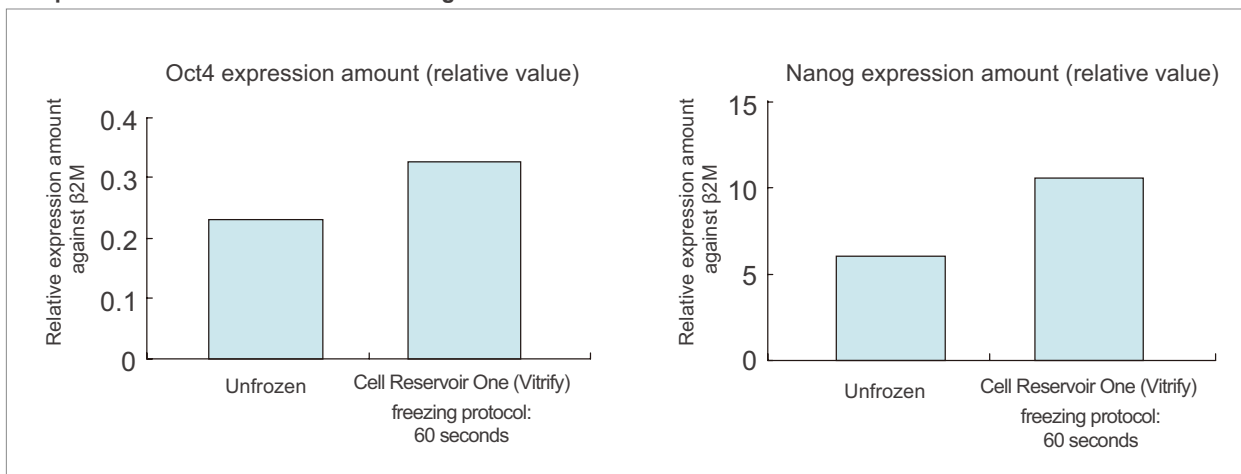 Oct4 expression amount (relative value)
Relative expression amount
against β2M
0.4
0.3
0.2
0.1
0
Unfrozen
Cell Reservoir One (Vitrify)
freezing protocol:
60 seconds
Nanog expression amount (relative value)
Relative expression amount
against β2M
15
10
5
0
Unfrozen
Cell Reservoir One (Vitrify)
freezing protocol:
60 seconds